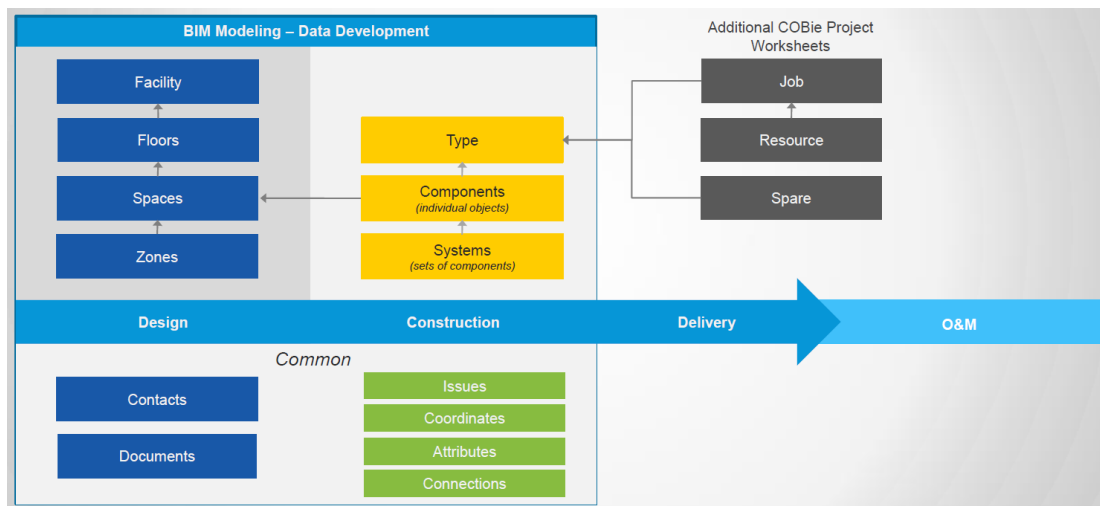 BIM Modeling – Data Development
Additional COBie Project
Worksheets
Facility
Floors
Spaces
Zones
Type
Components
(individual objects)
Systems
(sets of components)
Job
Resource
Spare
Design
Construction
Delivery
O&M
Common
Contacts
Documents
Issues
Coordinates
Attributes
Connections